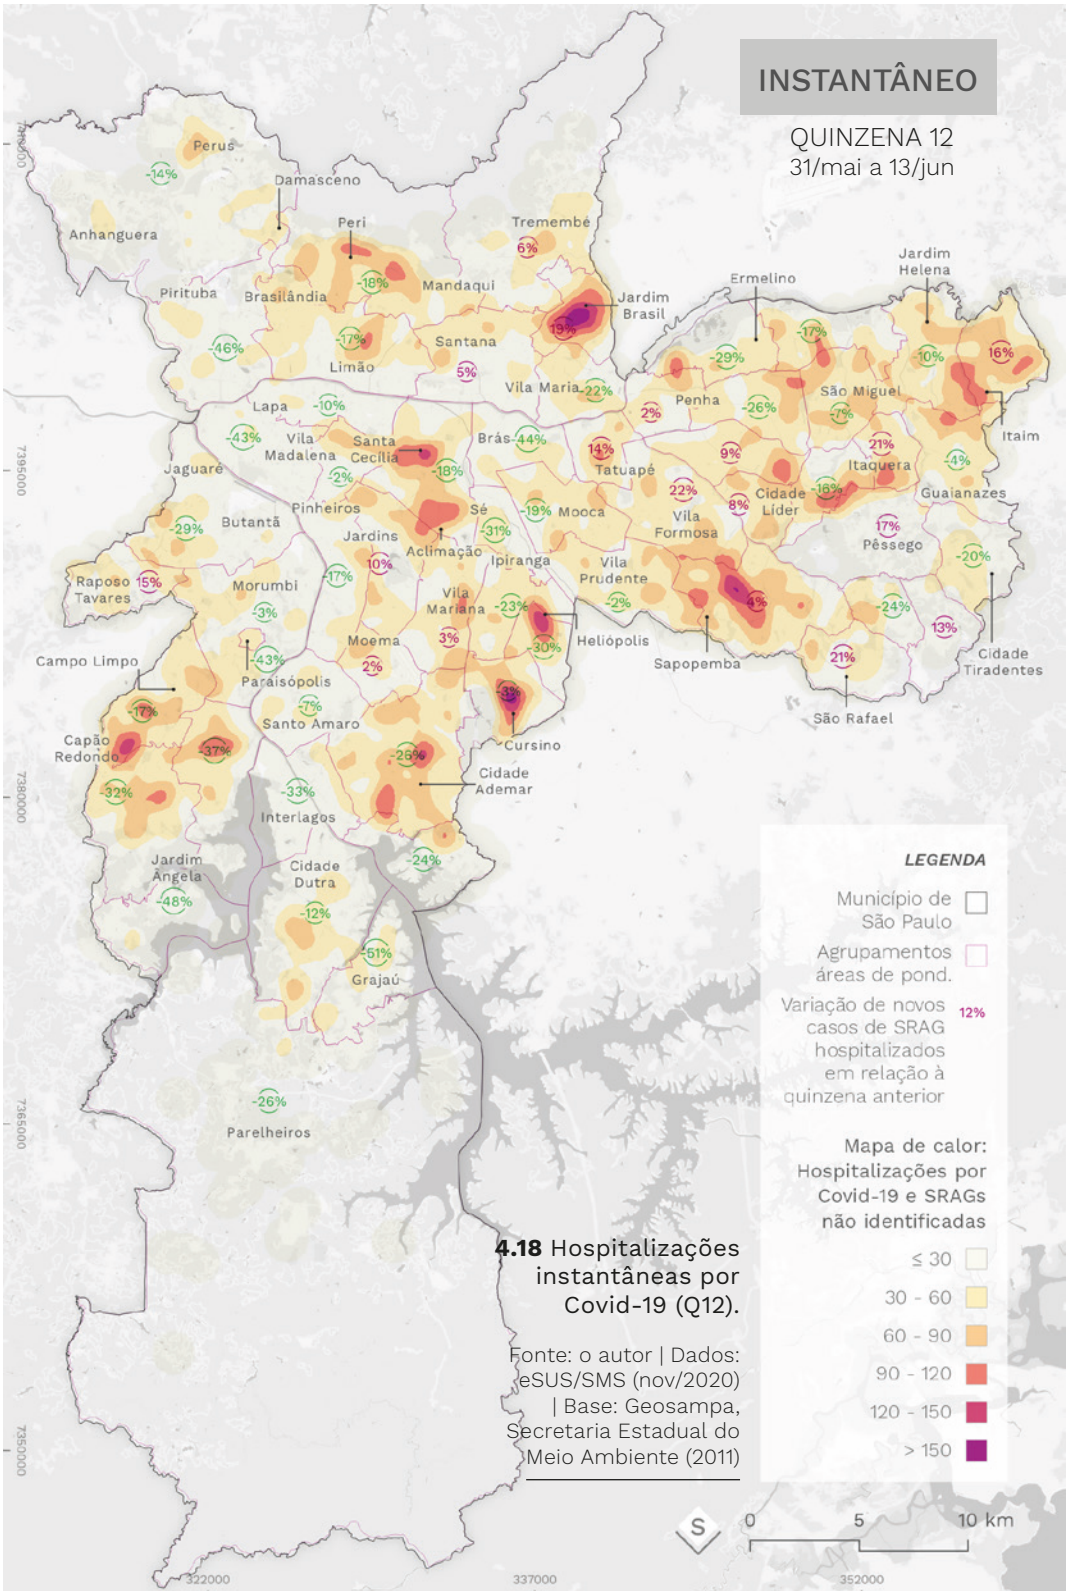 INSTANTÂNEO
QUINZENA 12
31/mai a 13/jun
Perus
-14%
Damasceno
Anhanguera
Peri
Tremembé
6%
Jardim
Helena
Ermelino
Pirituba
Brasilândia
-18%
Mandaqui
Jardim
Brasil
19%
-46%
-17%
Limão
Santana
5%
-29%
-17%
-10%
16%
Vila Maria
-22%
Penha
-26%
São Miguel
-7%
Itaim
Lapa
-10%
2%
-43%
Vila
Madalena
Santa
Cecília
Brás
-44%
14%
Tatuapé
9%
21%
Itaquera
-4%
Jaguaré
-2%
-18%
22%
8%
Cidade
Líder
-16%
Guaianazes
Pinheiros
Sé
-19%
Mooca
Vila
Formosa
17%
Pêssego
-29%
Butantã
Jardins
Aclimação
-31%
Ipiranga
-20%
10%
Vila
Prudente
Raposo
Tavares
15%
Morumbi
-17%
Vila
Mariana
-23%
-2%
4%
-24%
-3%
3%
-30%
Heliópolis
13%
Campo Limpo
-43%
Paraisópolis
Moema
2%
Sapopemba
21%
Cidade
Tiradentes
-17%
-7%
Santo Amaro
-3%
São Rafael
Capão
Redondo
-37%
-26%
Cursino
-32%
-33%
Interlagos
Cidade
Ademar
Jardim
Ângela
Cidade
Dutra
-24%
-48%
-12%
-51%
Grajaú
-26%
Parelheiros
LEGENDA
Município de
São Paulo
Agrupamentos
áreas de pond.
Variação de novos
casos de SRAG
hospitalizados
em relação à
quinzena anterior
12%
Mapa de calor:
Hospitalizações por
Covid-19 e SRAGs
não identificadas
≤ 30
30 - 60
60 - 90
90 - 120
120 - 150
> 150
4.18 Hospitalizações
instantâneas por
Covid-19 (Q12).
Fonte: o autor | Dados:
eSUS/SMS (nov/2020)
| Base: Geosampa,
Secretaria Estadual do
Meio Ambiente (2011)
S
0 5 10 km
7395000
7380000
7365000
7350000
322000
337000
352000